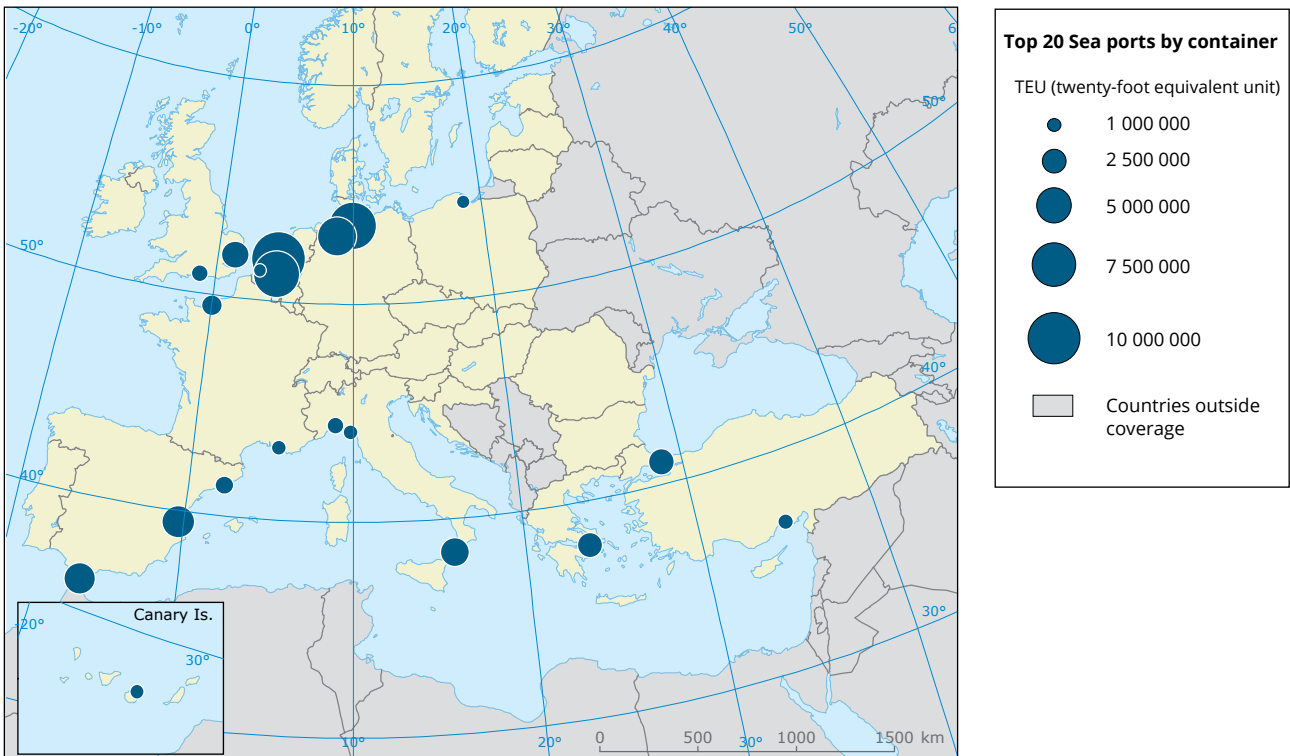 -20°
-10°
0°
10°
20°
30°
40°
50°
6
50°
50°
40°
40°
30°
Canary Is.
-20°
30°
10°
20°
30°
0 500 1000 1500 km
Top 20 Sea ports by container
TEU (twenty-foot equivalent unit)
1 000 000
2 500 000
5 000 000
7 500 000
10 000 000
Countries outside
coverage